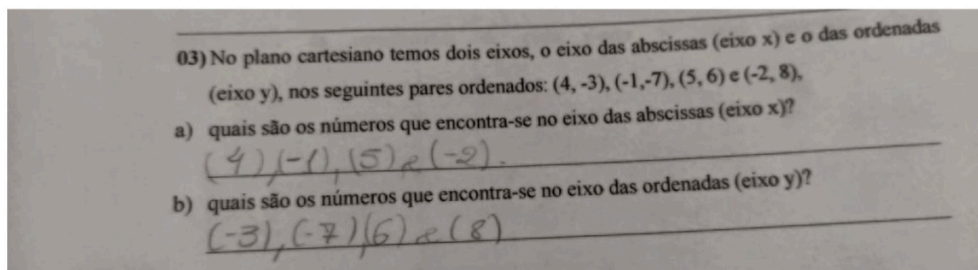 03) No plano cartesiano temos dois eixos, o eixo das abscissas (eixo x) e o das ordenadas
(eixo y), nos seguintes pares ordenados: (4, -3), (-1,-7), (5, 6) e (-2, 8),
a) quais são os números que encontra-se no eixo das abscissas (eixo x)?
(4),(-1),(5) e (-2).
b) quais são os números que encontra-se no eixo das ordenadas (eixo y)?
(-3), (-7),(6) e (8)